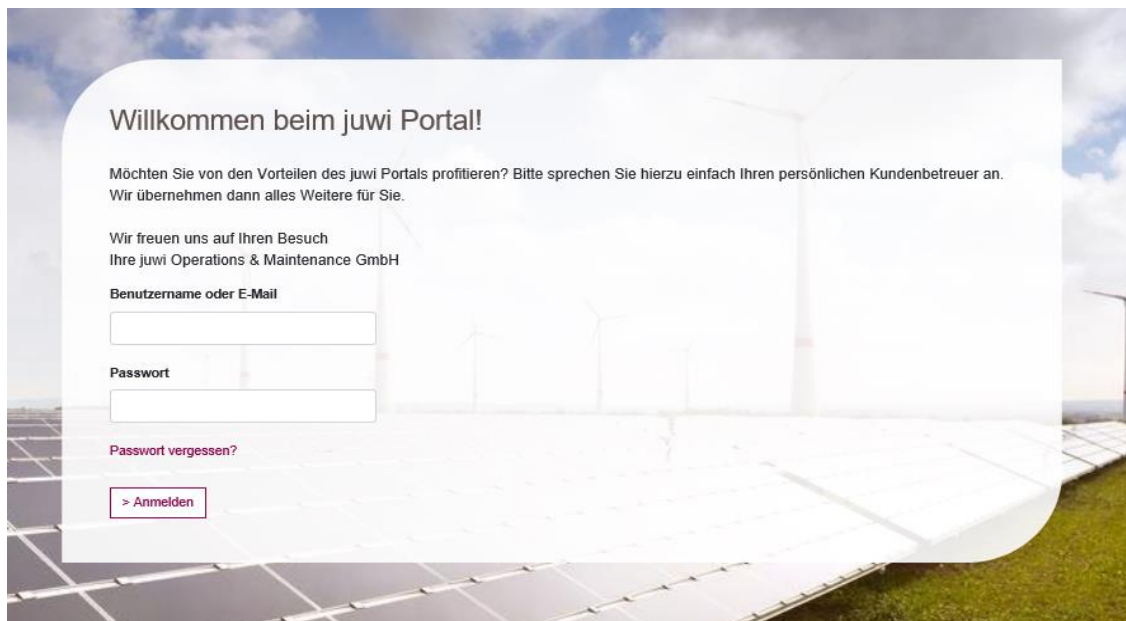 Willkommen beim juwi Portal!
Möchten Sie von den Vorteilen des juwi Portals profitieren? Bitte sprechen Sie hierzu einfach Ihren persönlichen Kundenbetreuer an.
Wir übernehmen dann alles Weitere für Sie.
Wir freuen uns auf Ihren Besuch
Ihre juwi Operations & Maintenance GmbH
Benutzername oder E-Mail
Passwort
Passwort vergessen?
> Anmelden